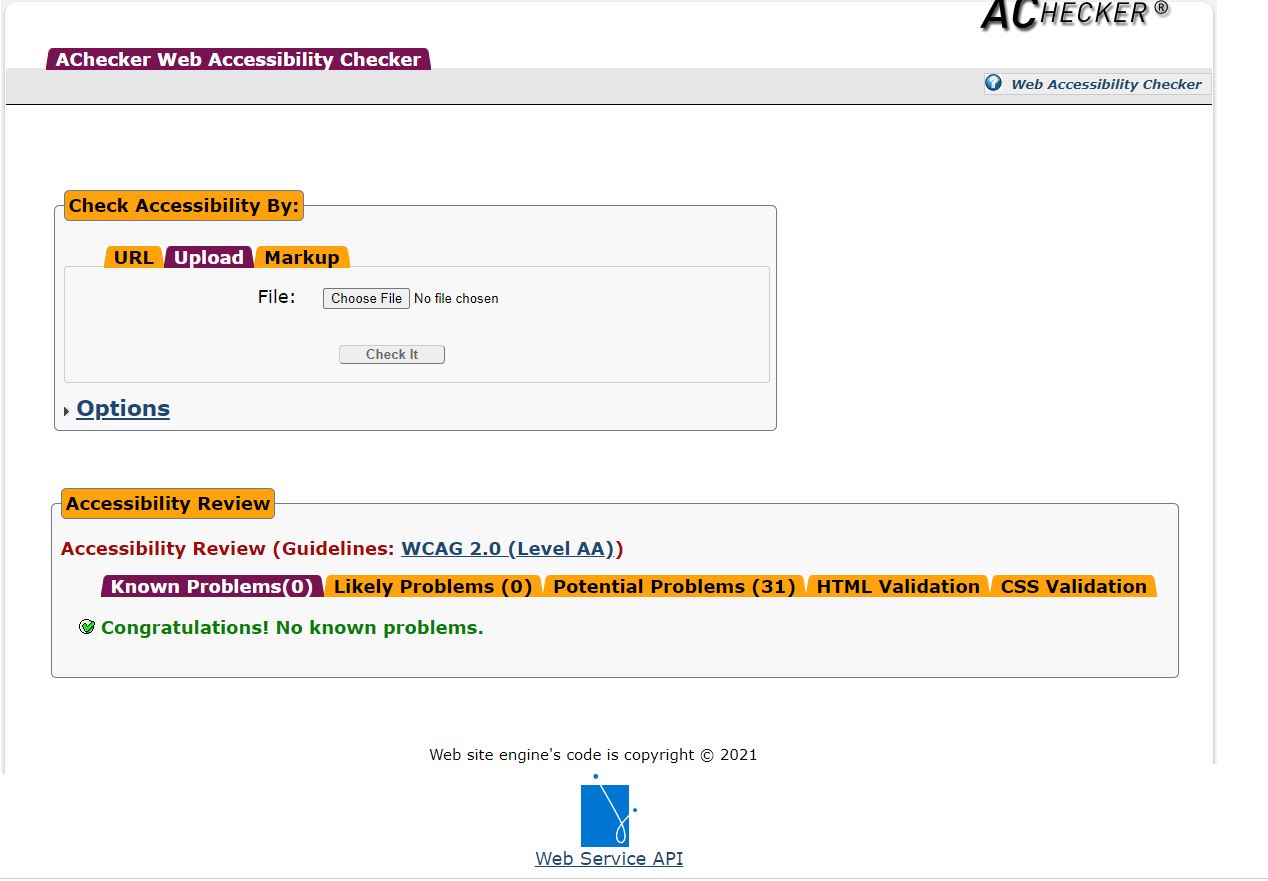 ACHECKER ®
AChecker Web Accessibility Checker
Web Accessibility Checker
Check Accessibility By:
URL Upload Markup
File: Choose File No file chosen
Check It
Options
Accessibility Review
Accessibility Review (Guidelines: WCAG 2.0 (Level AA))
Known Problems(0) Likely Problems (0) Potential Problems (31) HTML Validation CSS Validation
Congratulations! No known problems.
Web site engine's code is copyright © 2021
Web Service API